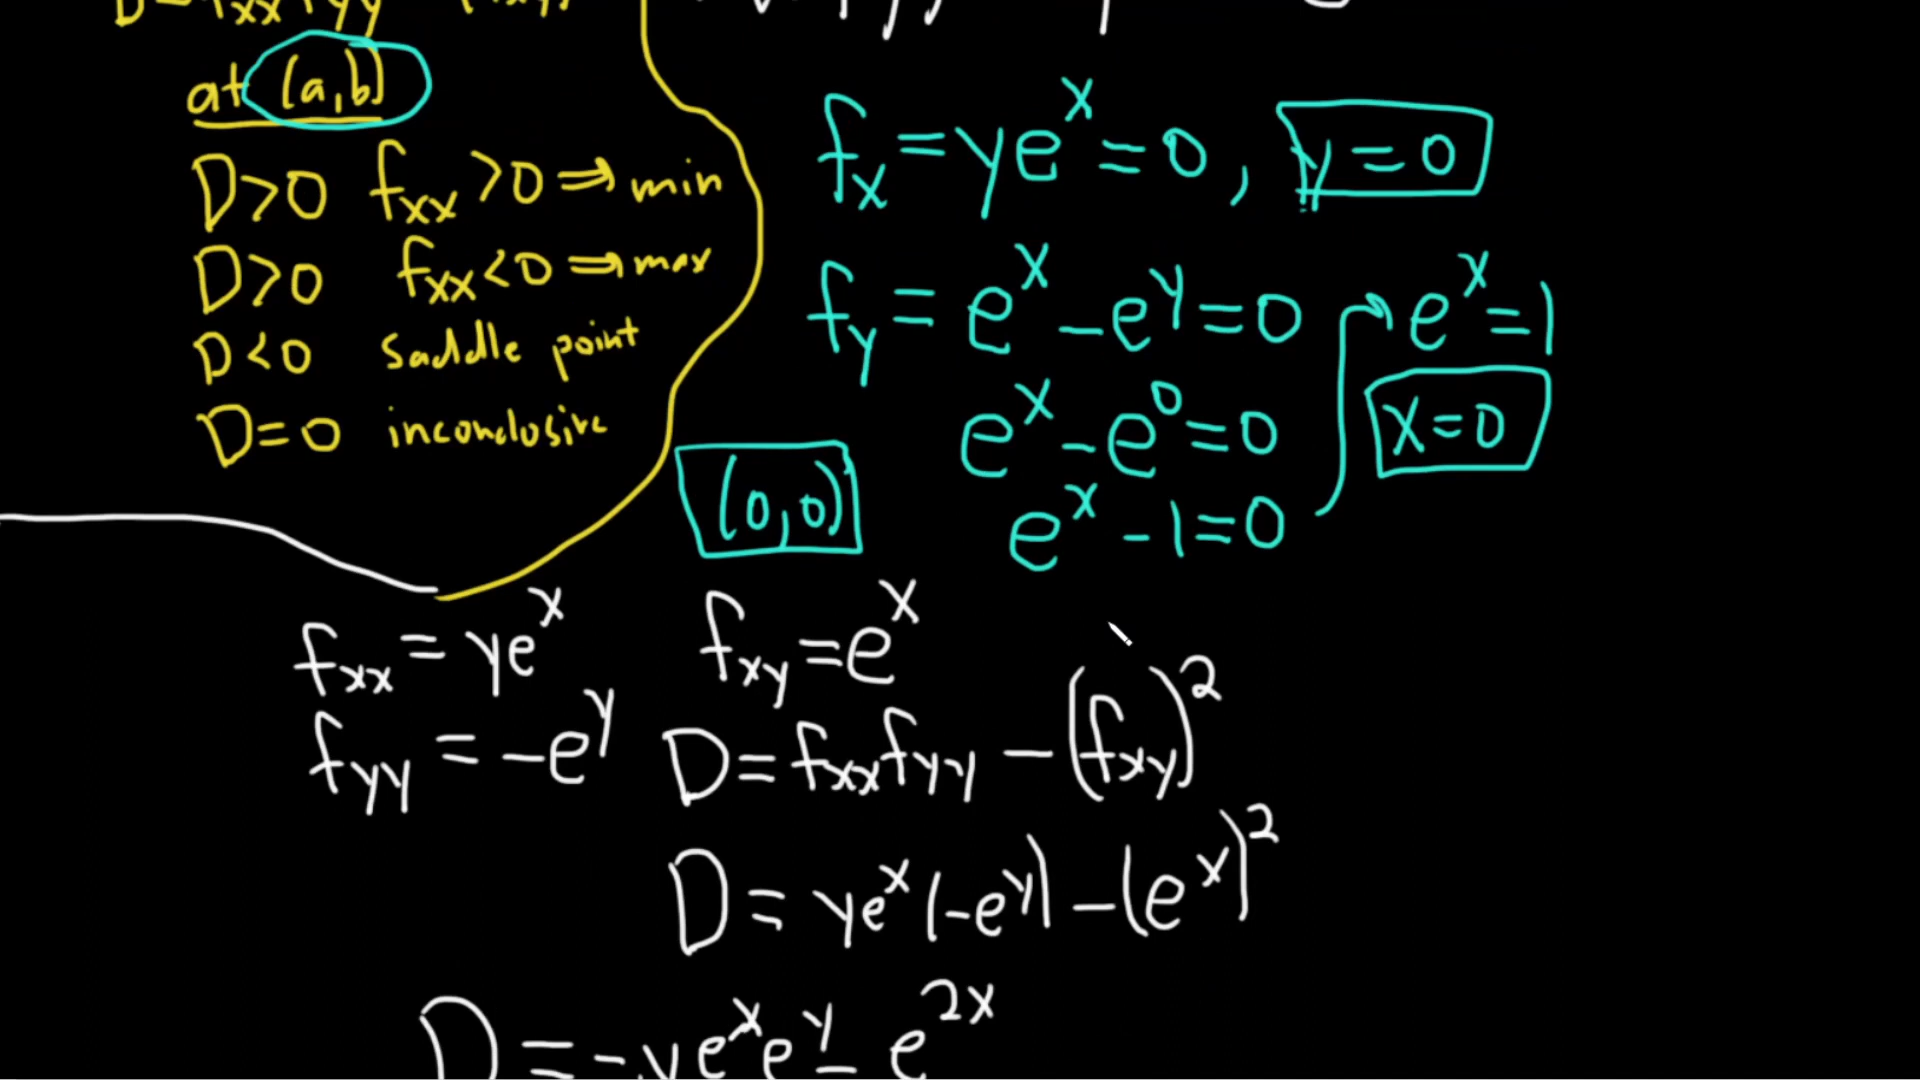 D = fxx fyy
at (a,b)
D>0 fxx >0 ⇒ min
D>0 fxx <0 ⇒ max
D<0 saddle point
D=0 inconclusive
fx = ye^x = 0, y = 0
fy = e^x - e^y = 0
e^x - e^0 = 0
e^x - 1 = 0
e^x = 1
x = 0
(0,0)
fxx = ye^x
fxy = e^x
fyy = -e^y
D = fxx fyy - (fxy)^2
D = ye^x(-e^y) - (e^x)^2
D = -ye^x e^y - e^2x